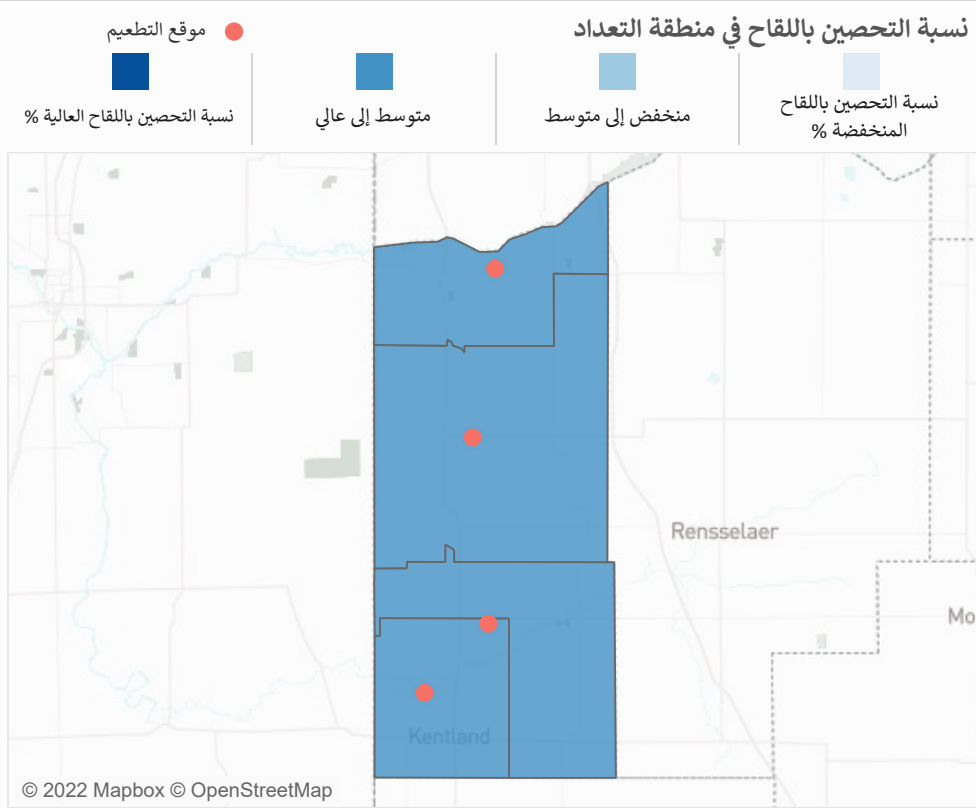 نسبة التحصين باللقاح في منطقة التعداد
موقع التطعيم
نسبة التحصين باللقاح
المنخفضة %
منخفض إلى متوسط
متوسط إلى عالي
نسبة التحصين باللقاح العالية %
Rensselaer
Mo
Kentland
© 2022 Mapbox © OpenStreetMap